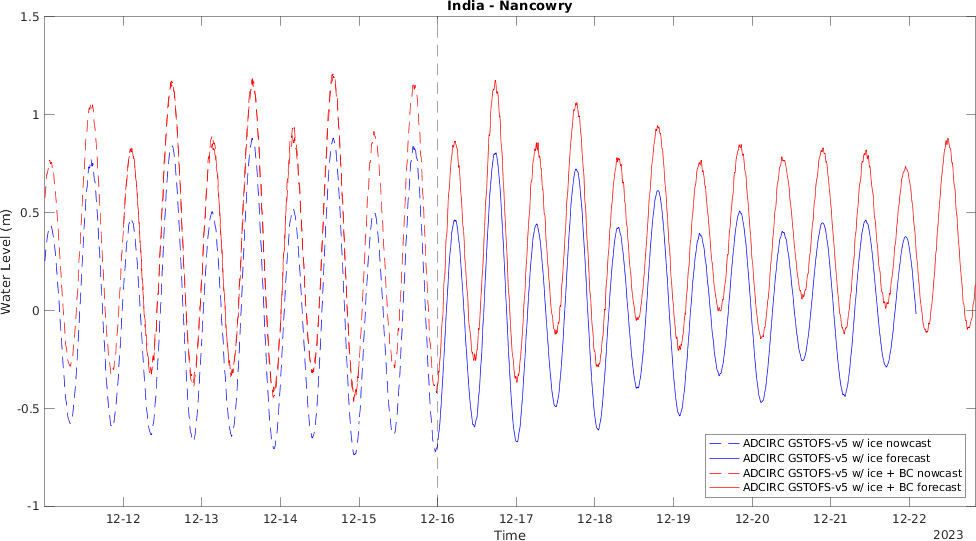 India - Nancowry
1.5
1
0.5
0
-0.5
-1
Water Level (m)
12-12
12-13
12-14
12-15
12-16
12-17
12-18
12-19
12-20
12-21
12-22
Time
2023
ADCIRC GSTOFS-v5 w/ ice nowcast
ADCIRC GSTOFS-v5 w/ ice forecast
ADCIRC GSTOFS-v5 w/ ice + BC nowcast
ADCIRC GSTOFS-v5 w/ ice + BC forecast